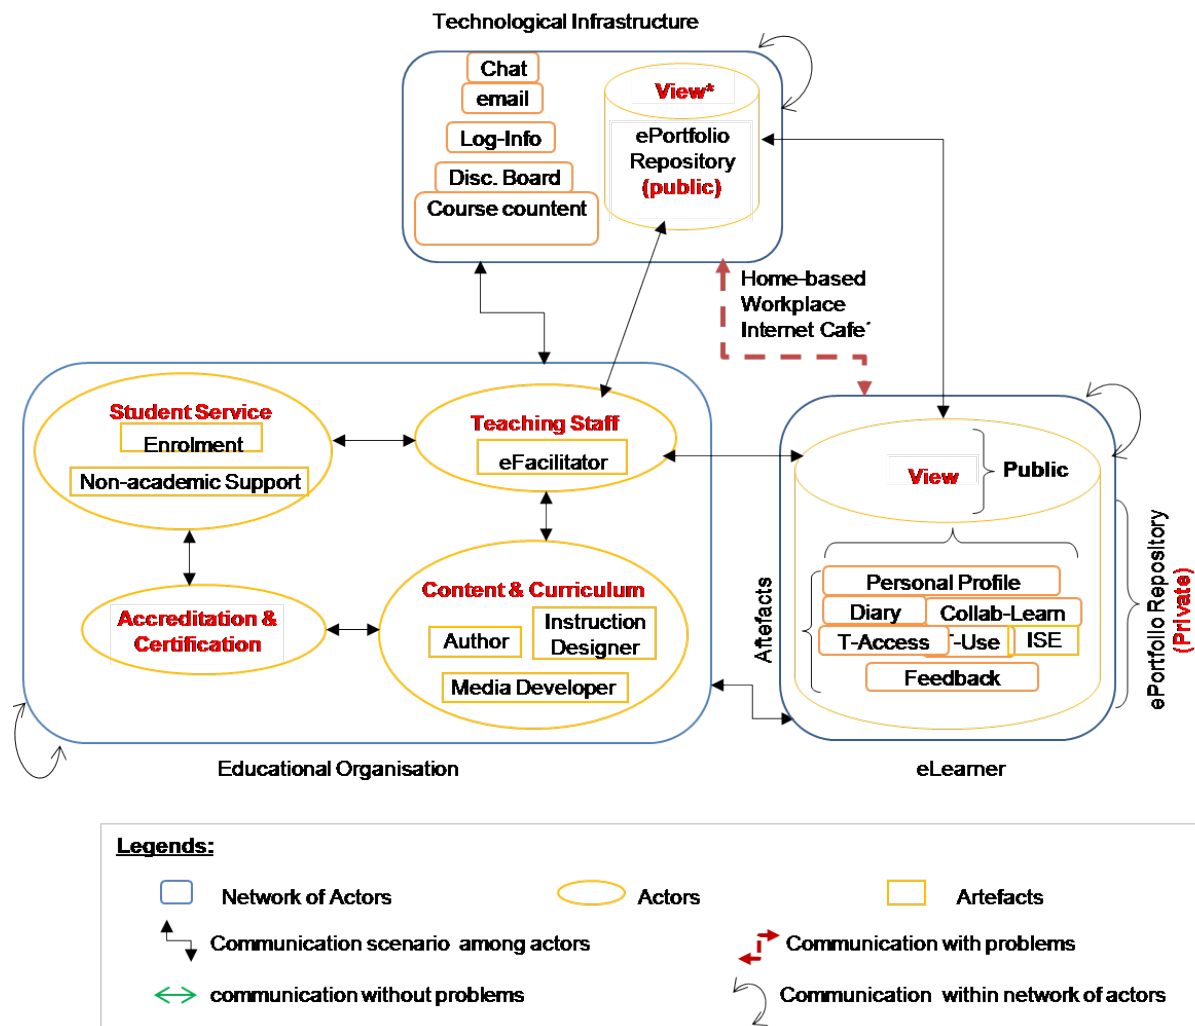 Technological Infrastructure
Chat
email
Log-Info
Disc. Board
Course countent
View*
ePortfolio
Repository
(public)
Home-based
Workplace
Internet Cafe´
Student Service
Enrolment
Non-academic Support
Teaching Staff
eFacilitator
Accreditation &
Certification
Content & Curriculum
Author
Instruction
Designer
Media Developer
Educational Organisation
View
Public
Artefacts
Personal Profile
Diary
Collab-Learn
T-Access
-Use
ISE
Feedback
ePortfolio Repository
(Private)
eLearner
Legends:
Network of Actors
Actors
Artefacts
Communication scenario among actors
Communication with problems
communication without problems
Communication within network of actors